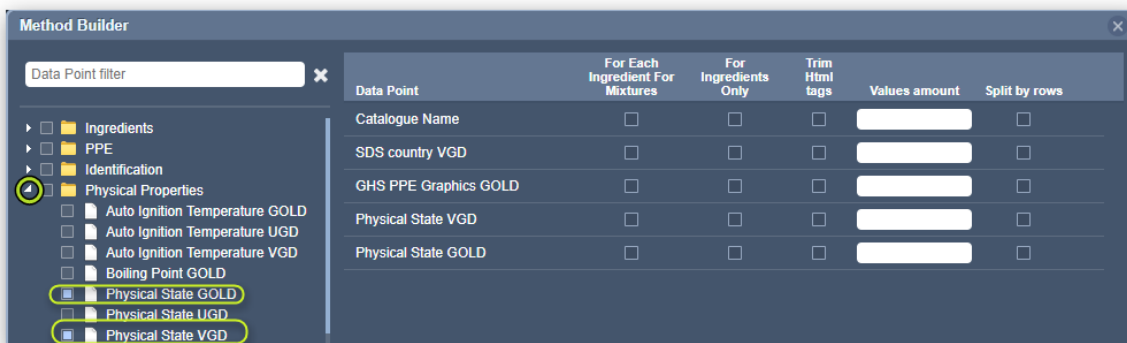 Method Builder
Data Point filter
Ingredients
PPE
Identification
Physical Properties
Auto Ignition Temperature GOLD
Auto Ignition Temperature UGD
Auto Ignition Temperature VGD
Boiling Point GOLD
Physical State GOLD
Physical State UGD
Physical State VGD
Data Point
For Each
Ingredient For
Mixtures
For
Ingredients
Only
Trim
Html
tags
Values amount
Split by rows
Catalogue Name
SDS country VGD
GHS PPE Graphics GOLD
Physical State VGD
Physical State GOLD